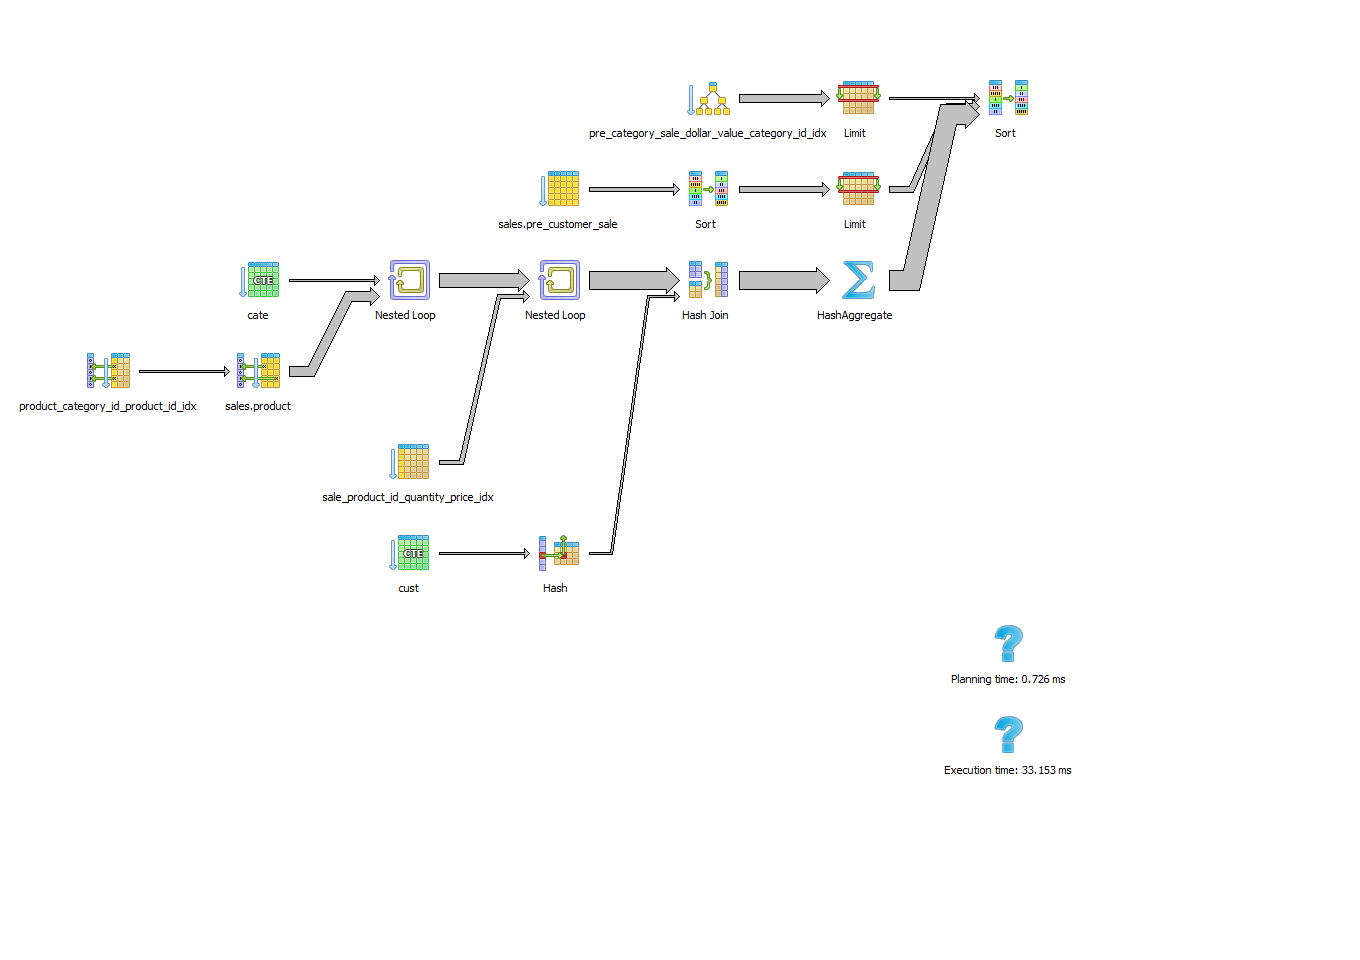 pre_category_sale_dollar_value_category_id_idx
Limit
Sort
sales.pre_customer_sale
Sort
Limit
CTE
cate
Nested Loop
Nested Loop
Hash Join
HashAggregate
product_category_id_product_id_idx
sales.product
sale_product_id_quantity_price_idx
CTE
cust
Hash
Planning time: 0.726 ms
Execution time: 33.153 ms